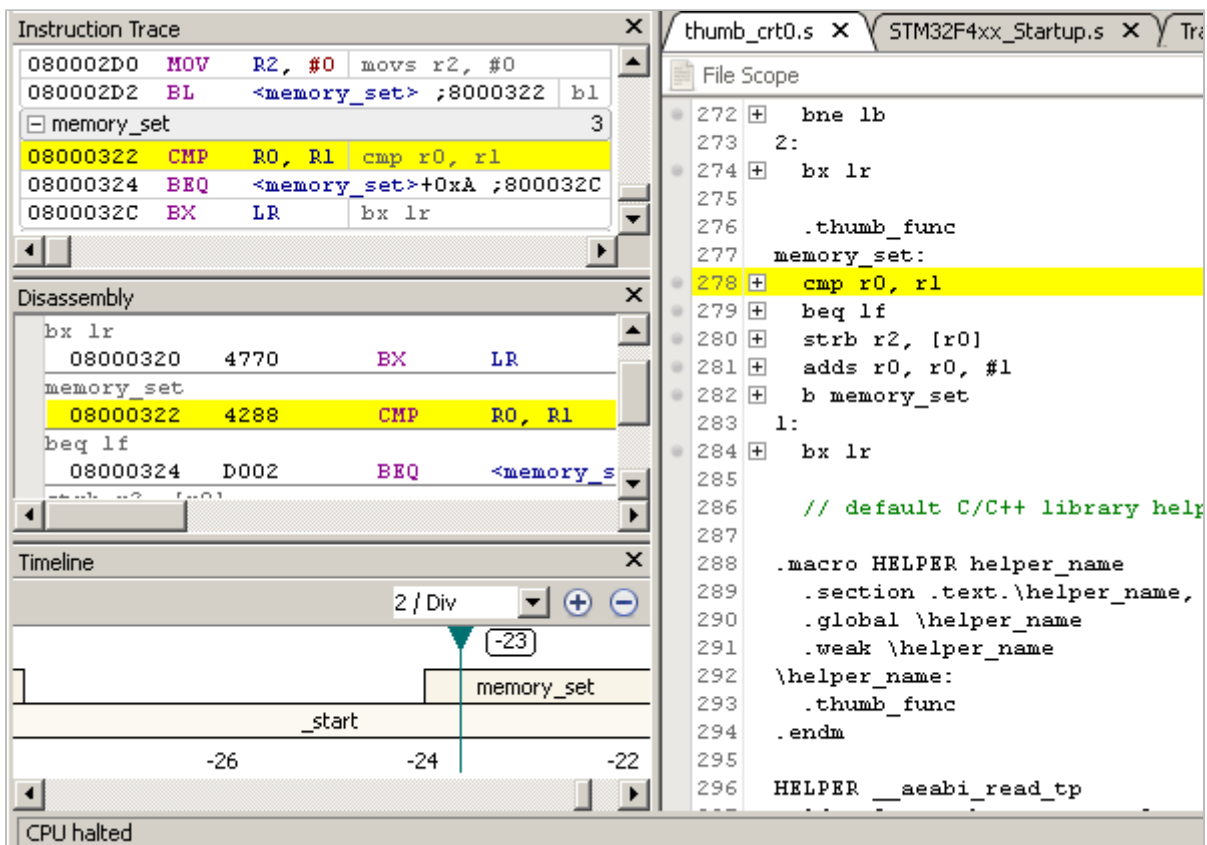 Instruction Trace
080002D0 MOV R2, #0 movs r2, #0
080002D2 BL <memory_set> ;8000322 bl
memory_set 3
08000322 CMP R0, R1 cmp r0, r1
08000324 BEQ <memory_set>+0xA ;800032C
0800032C BX LR bx lr
Disassembly
bx lr
08000320 4770 BX LR
memory_set
08000322 4288 CMP R0, R1
beq 1f
08000324 D002 BEQ <memory_s
Timeline
2 / Div
-23
memory_set
_start
-26 -24 -22
CPU halted
thumb_crt0.s STM32F4xx_Startup.s Tra
File Scope
272 bne 1b
273 2:
274 bx lr
275
276 .thumb_func
277 memory_set:
278 cmp r0, r1
279 beq 1f
280 strb r2, [r0]
281 adds r0, r0, #1
282 b memory_set
283 1:
284 bx lr
285
286 // default C/C++ library help
287
288 .macro HELPER helper_name
289 .section .text.\helper_name,
290 .global \helper_name
291 .weak \helper_name
292 \helper_name:
293 .thumb_func
294 .endm
295
296 HELPER __aeabi_read_tp